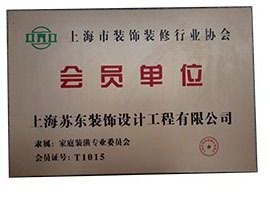 上海市装饰装修行业协会
会员单位
上海苏东装饰设计工程有限公司
隶属：家庭装潢专业委员会
会员证号：T1015